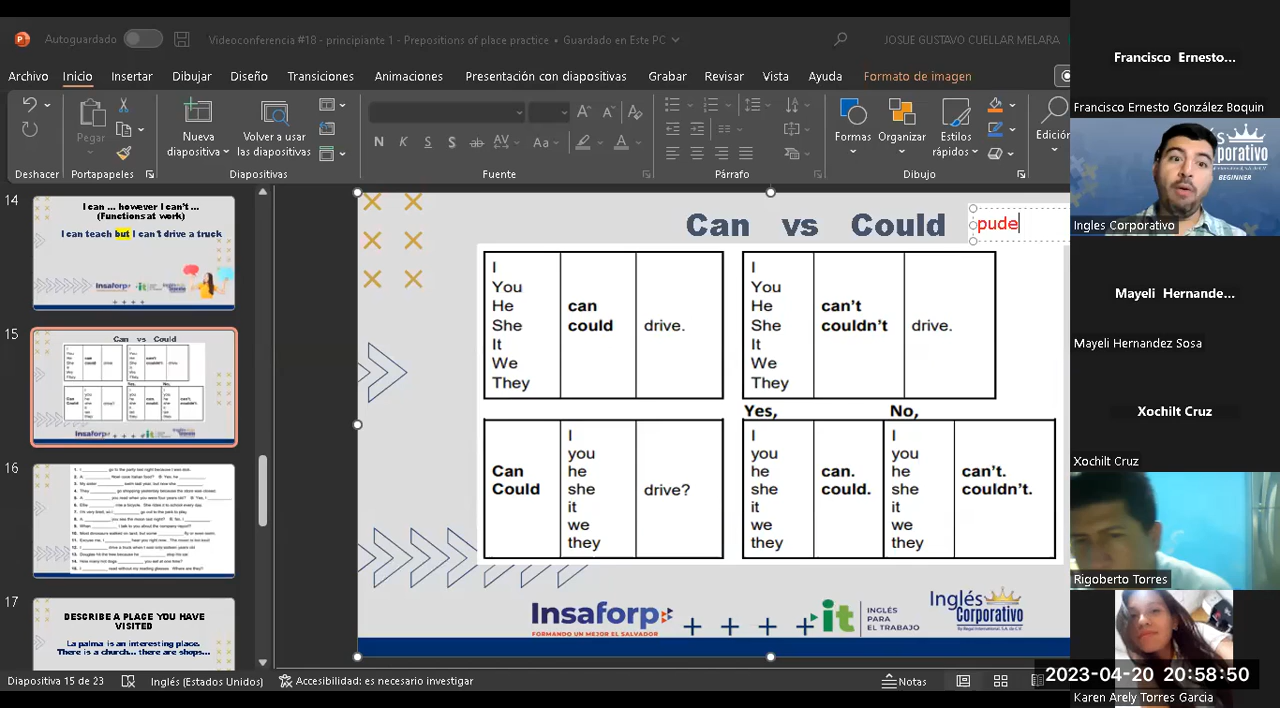 Autoguardado
Videoconferencia #18 - principiante 1 - Prepositions of place practice • Guardado en Este PC
JOSUE GUSTAVO CUELLAR MELARA
Archivo Inicio Insertar Dibujar Diseño Transiciones Animaciones Presentación con diapositivas Grabar Revisar Vista Ayuda Formato de imagen
Pegar
Nueva diapositiva
Volver a usar las diapositivas
N K S S ab AV Aa A
Formas
Organizar
Estilos rápidos
Edición
Deshacer Portapapeles Diapositivas Fuente Párrafo Dibujo
14
I can ... however I can't ...
(Functions at work)
I can teach but I can't drive a truck
15
Can vs Could
16
17
DESCRIBE A PLACE YOU HAVE
VISITED
La palma is an interesting place.
There is a church... there are shops...
Can vs Could
pude
I
You
He
She
It
We
They
can
could
drive.
I
You
He
She
It
We
They
can't
couldn't
drive.
Can
Could
I
you
he
she
it
we
they
drive?
Yes,
I
you
he
she
it
we
they
can.
could.
No,
I
you
he
she
it
we
they
can't.
couldn't.
Insaforp
FORMANDO UN MEJOR EL SALVADOR
it
INGLÉS
PARA
EL TRABAJO
Inglés
Corporativo
Diapositiva 15 de 23
Inglés (Estados Unidos)
Accesibilidad: es necesario investigar
Notas
Francisco Ernesto...
Francisco Ernesto González Boquin
Corporativo
BEGINNER
Ingles Corporativo
Mayeli Hernande...
Mayeli Hernandez Sosa
Xochilt Cruz
Xochilt Cruz
Rigoberto Torres
2023-04-20 20:58:50
Karen Arely Torres Garcia